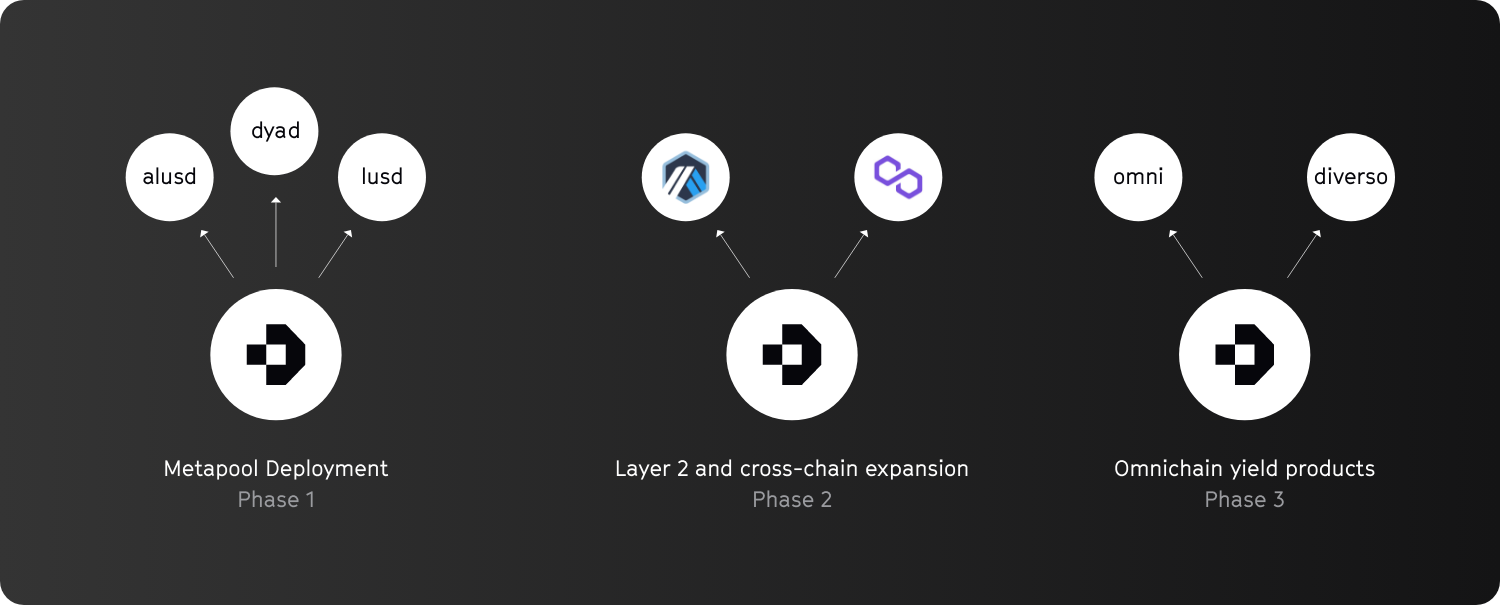 dyad
alusd
lusd
omni
diverso
Metapool Deployment
Phase 1
Layer 2 and cross-chain expansion
Phase 2
Omnichain yield products
Phase 3